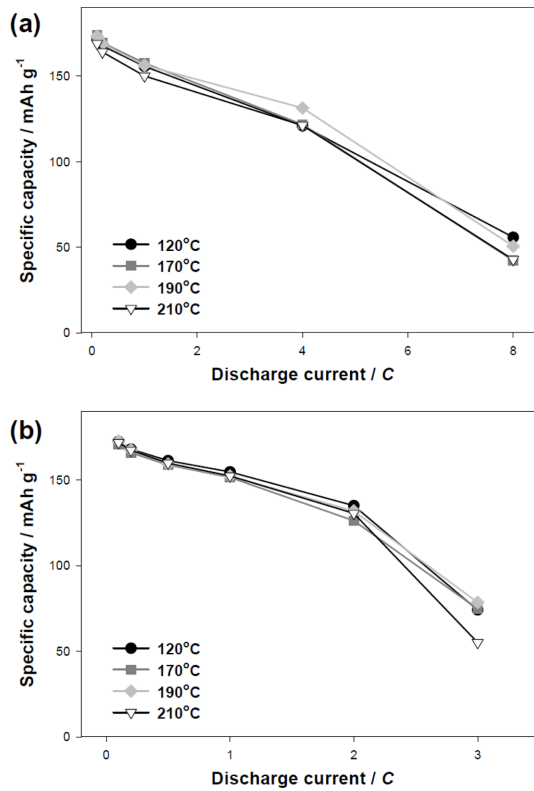 (a)
Specific capacity / mAh g⁻¹
150
100
50
0
120°C
170°C
190°C
210°C
0 2 4 6 8
Discharge current / C
(b)
Specific capacity / mAh g⁻¹
150
100
50
0
120°C
170°C
190°C
210°C
0 1 2 3
Discharge current / C